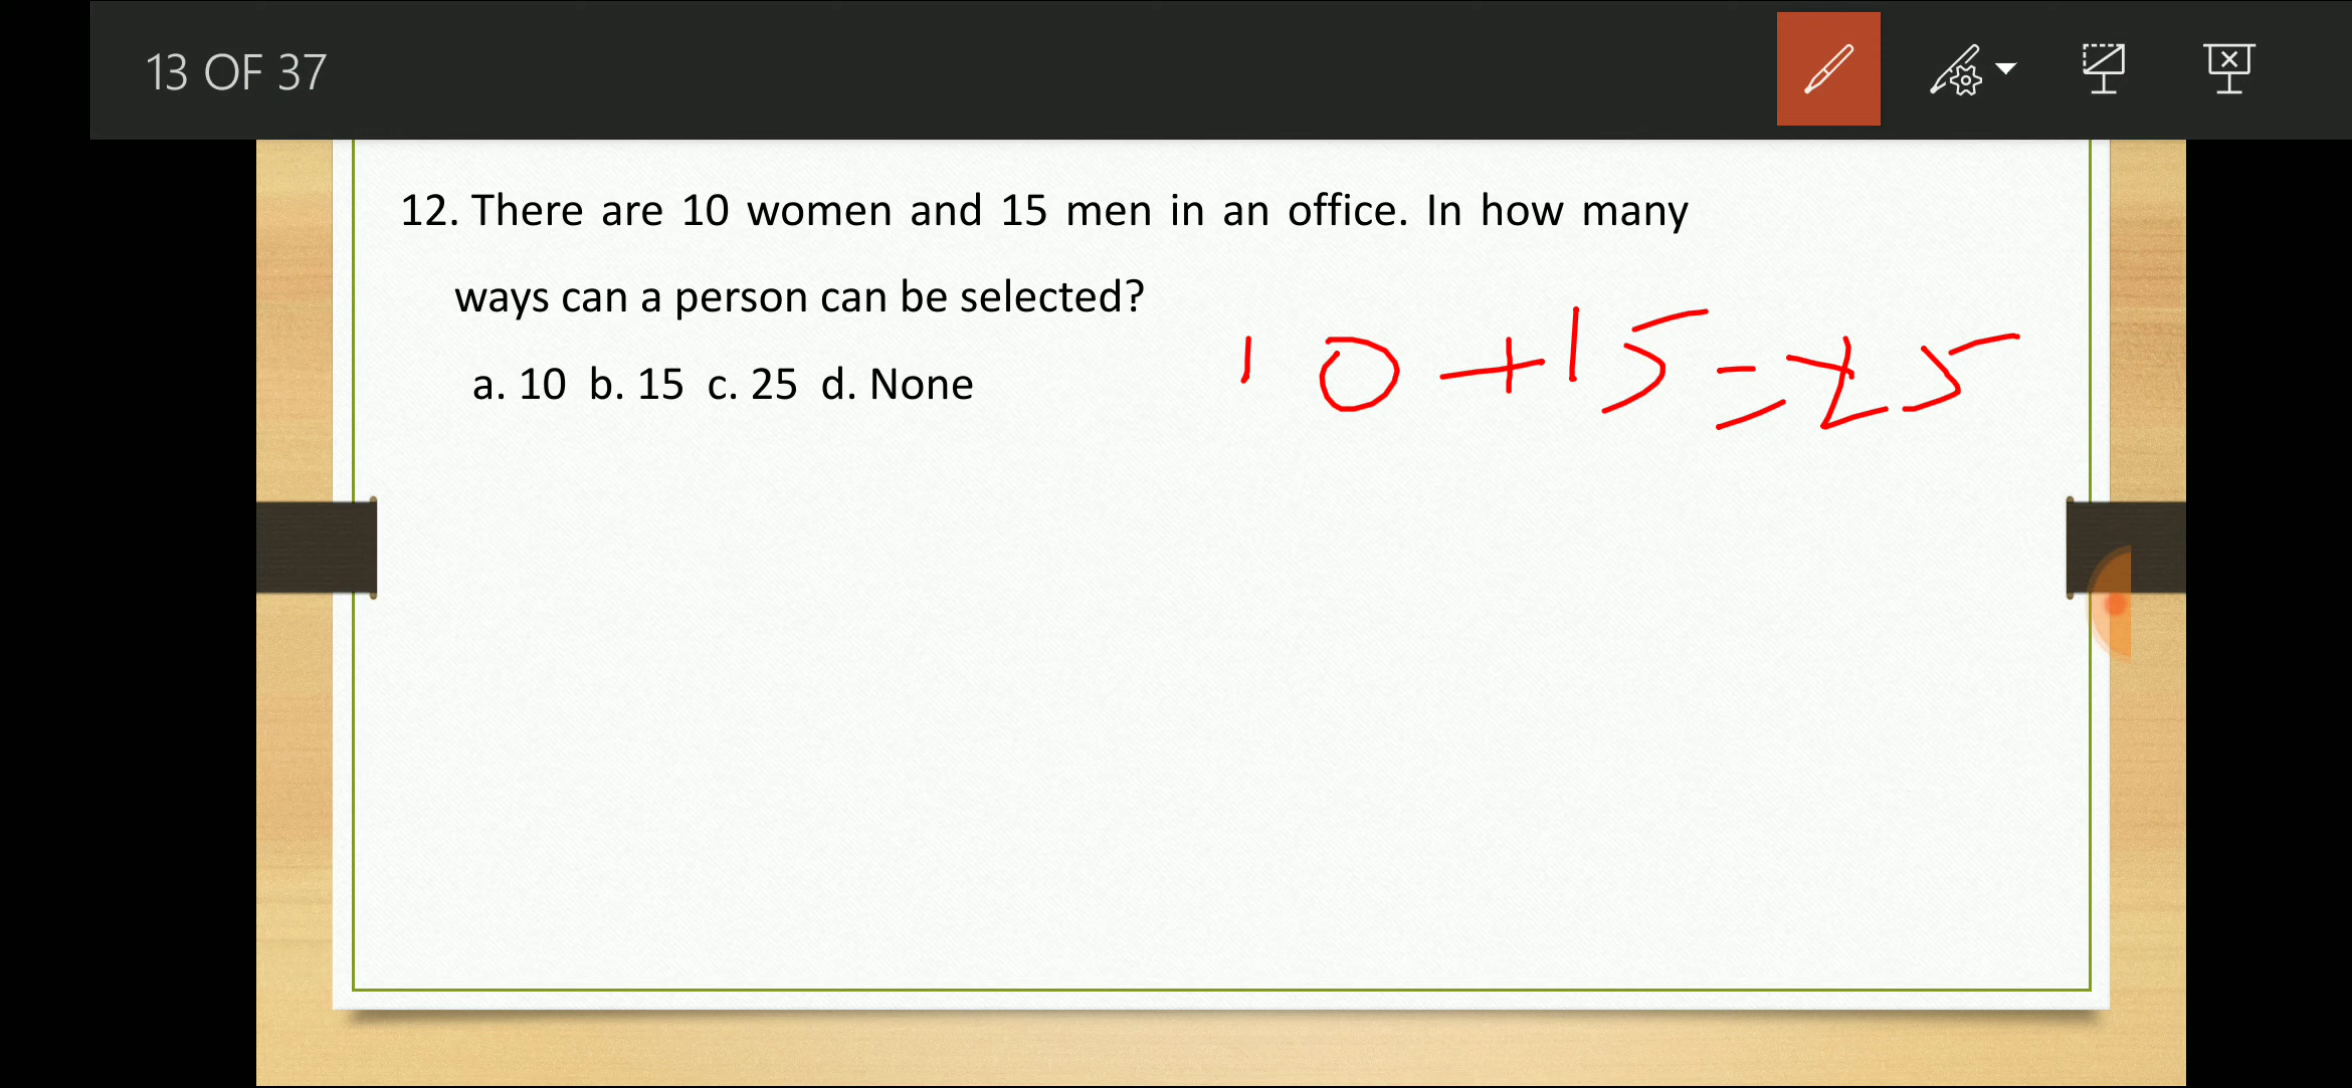 13 OF 37
12. There are 10 women and 15 men in an office. In how many
ways can a person can be selected?
10+15=25
a. 10 b. 15 c. 25 d. None